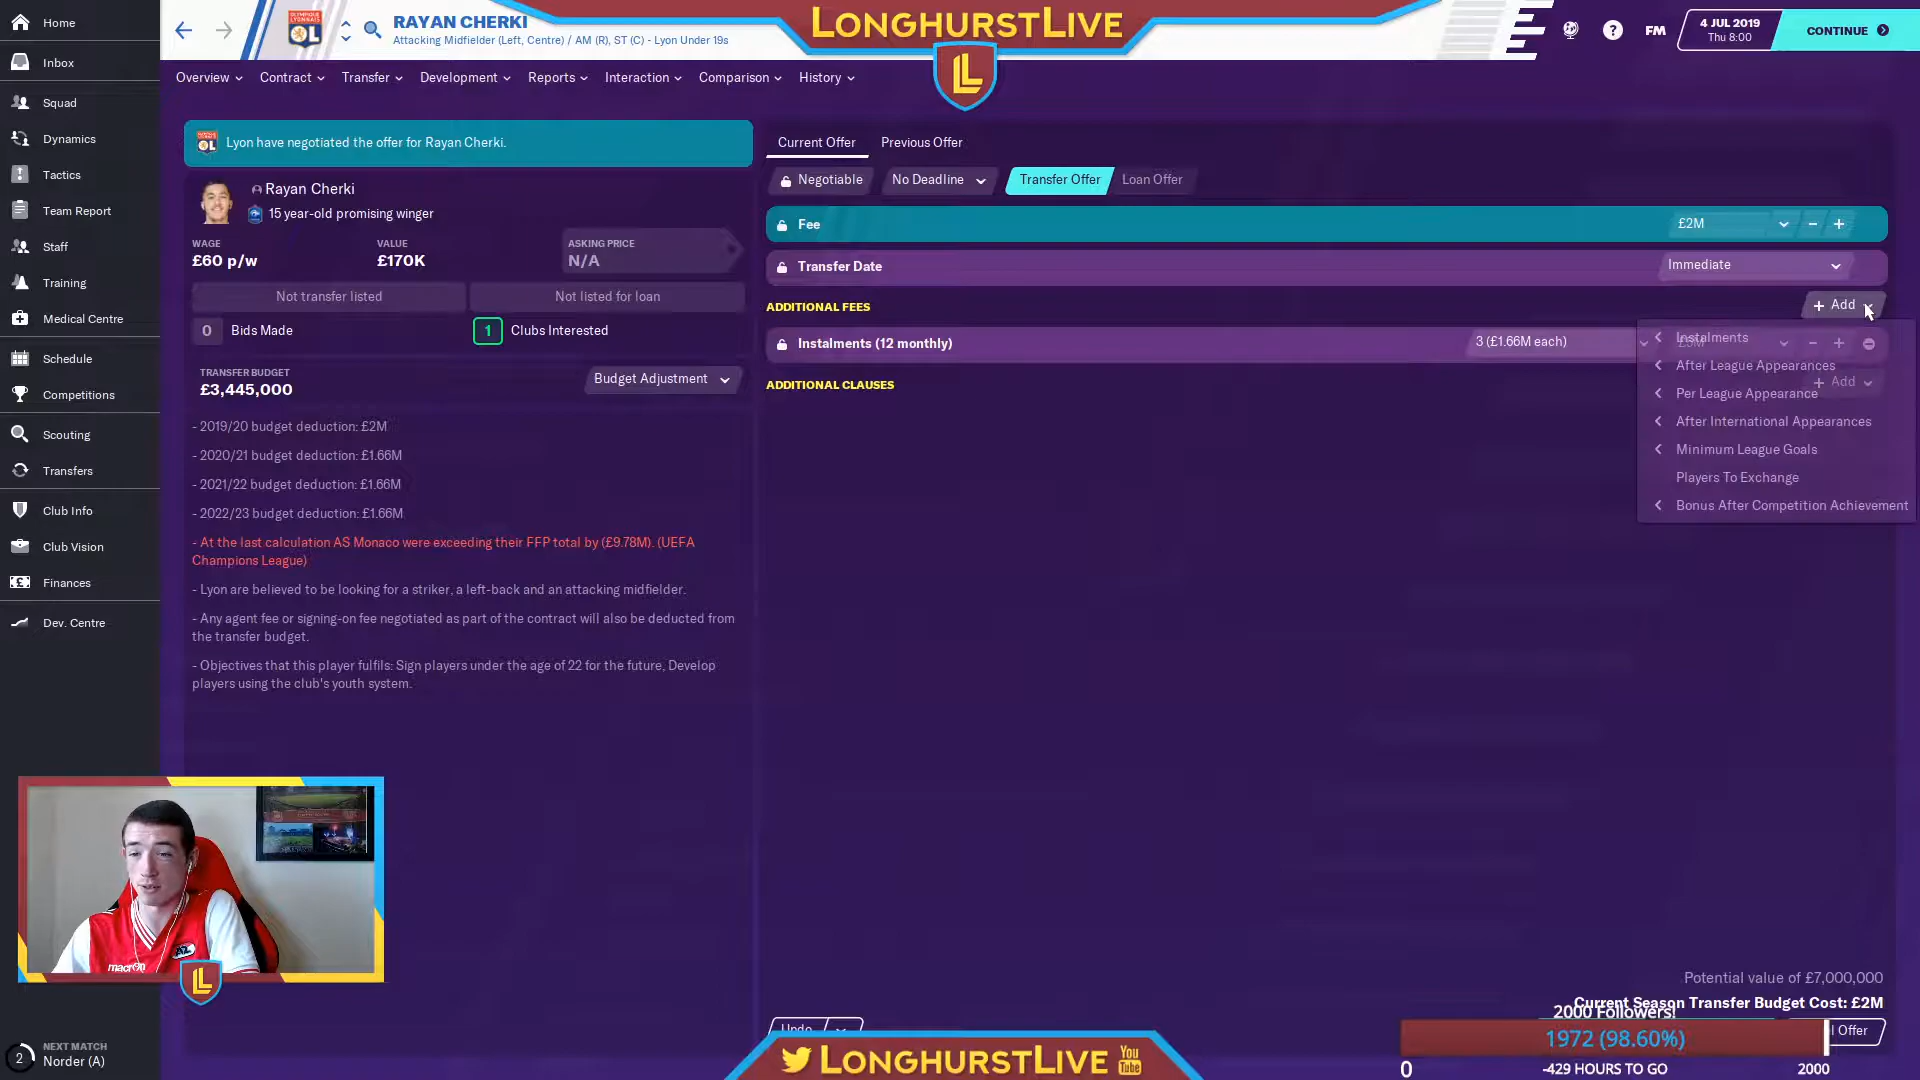 Home
Inbox
Squad
Dynamics
Tactics
Team Report
Staff
Training
Medical Centre
Schedule
Competitions
Scouting
Transfers
Club Info
Club Vision
Finances
Dev. Centre
NEXT MATCH
2
Norder (A)
RAYAN CHERKI
Attacking Midfielder (Left, Centre) / AM (R), ST (C) - Lyon Under 19s
LONGHURSTLIVE
LL
FM
4 JUL 2019
Thu 8:00
CONTINUE
Overview
Contract
Transfer
Development
Reports
Interaction
Comparison
History
Lyon have negotiated the offer for Rayan Cherki.
Rayan Cherki
15 year-old promising winger
WAGE
£60 p/w
VALUE
£170K
ASKING PRICE
N/A
Not transfer listed
Not listed for loan
0 Bids Made
1 Clubs Interested
TRANSFER BUDGET
£3,445,000
Budget Adjustment
- 2019/20 budget deduction: £2M
- 2020/21 budget deduction: £1.66M
- 2021/22 budget deduction: £1.66M
- 2022/23 budget deduction: £1.66M
- At the last calculation AS Monaco were exceeding their FFP total by (£9.78M). (UEFA
Champions League)
- Lyon are believed to be looking for a striker, a left-back and an attacking midfielder.
- Any agent fee or signing-on fee negotiated as part of the contract will also be deducted from
the transfer budget.
- Objectives that this player fulfils: Sign players under the age of 22 for the future, Develop
players using the club's youth system.
Current Offer
Previous Offer
Negotiable
No Deadline
Transfer Offer
Loan Offer
Fee
£2M
Transfer Date
Immediate
ADDITIONAL FEES
+ Add
Instalments (12 monthly)
3 (£1.66M each)
£5M
ADDITIONAL CLAUSES
+ Add
Instalments
After League Appearances
Per League Appearance
After International Appearances
Minimum League Goals
Players To Exchange
Bonus After Competition Achievement
Potential value of £7,000,000
Current Season Transfer Budget Cost: £2M
Undo
Offer
2000 Followers!
1972 (98.60%)
0
-429 HOURS TO GO
2000
LONGHURSTLIVE
You
Tube
LL
macron
AZ